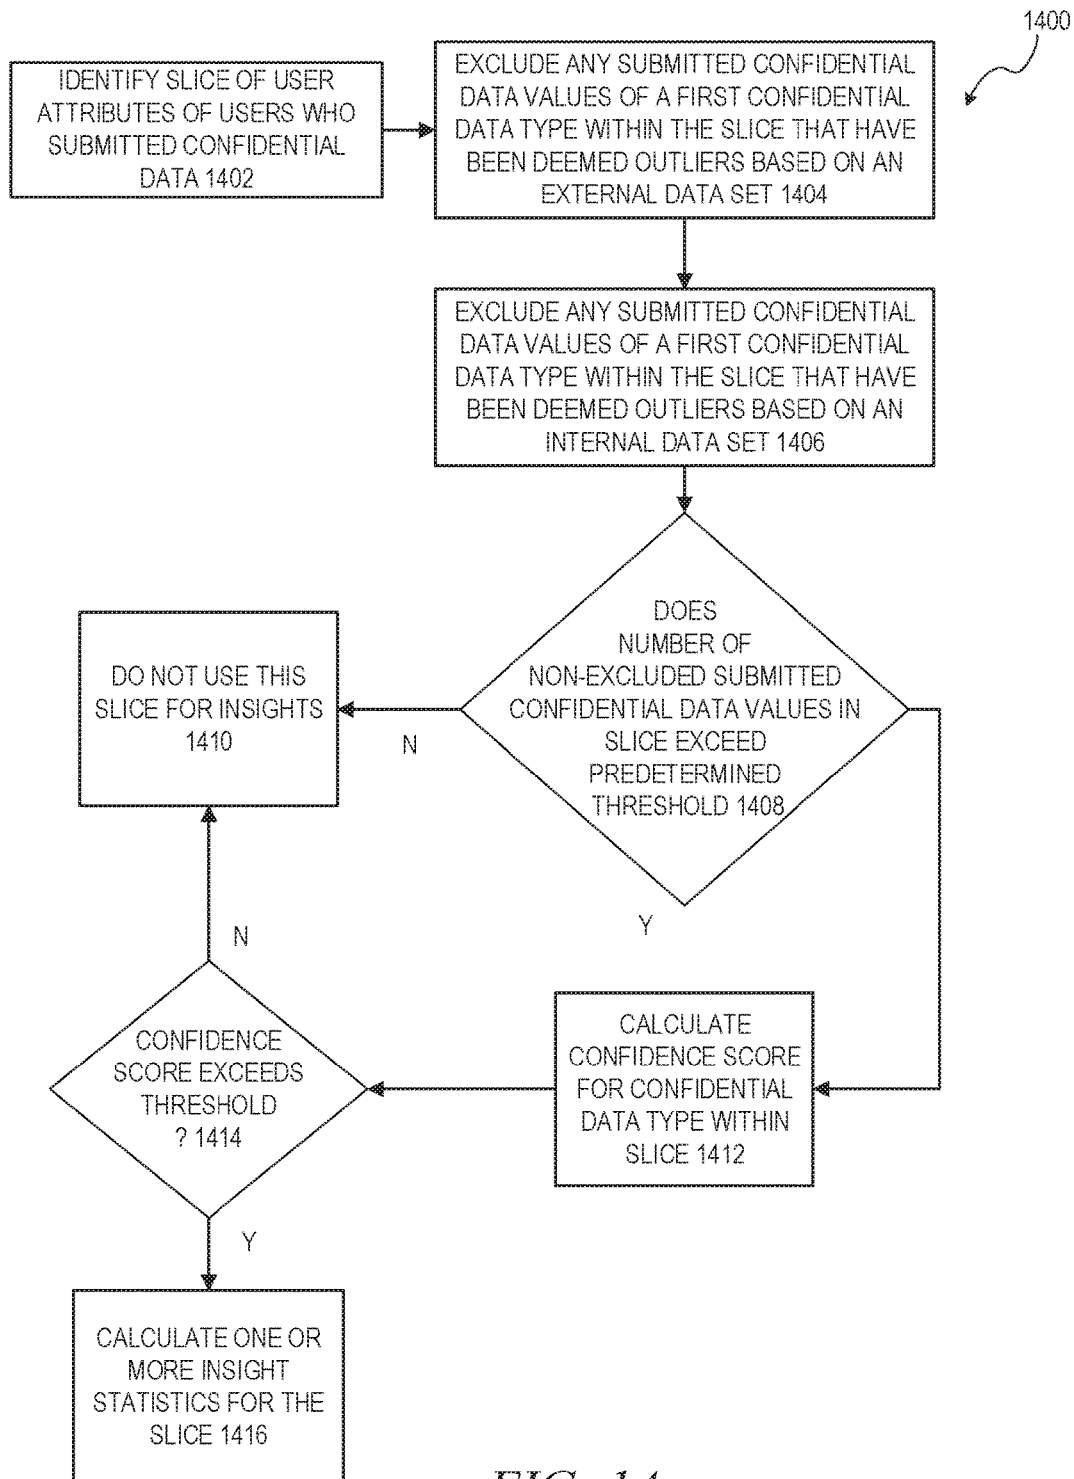 1400
IDENTIFY SLICE OF USER
ATTRIBUTES OF USERS WHO
SUBMITTED CONFIDENTIAL
DATA 1402
EXCLUDE ANY SUBMITTED CONFIDENTIAL
DATA VALUES OF A FIRST CONFIDENTIAL
DATA TYPE WITHIN THE SLICE THAT HAVE
BEEN DEEMED OUTLIERS BASED ON AN
EXTERNAL DATA SET 1404
EXCLUDE ANY SUBMITTED CONFIDENTIAL
DATA VALUES OF A FIRST CONFIDENTIAL
DATA TYPE WITHIN THE SLICE THAT HAVE
BEEN DEEMED OUTLIERS BASED ON AN
INTERNAL DATA SET 1406
DOES
NUMBER OF
NON-EXCLUDED SUBMITTED
CONFIDENTIAL DATA VALUES IN
SLICE EXCEED
PREDETERMINED
THRESHOLD 1408
N
DO NOT USE THIS
SLICE FOR INSIGHTS
1410
Y
CALCULATE
CONFIDENCE SCORE
FOR CONFIDENTIAL
DATA TYPE WITHIN
SLICE 1412
N
CONFIDENCE
SCORE EXCEEDS
THRESHOLD
? 1414
Y
CALCULATE ONE OR
MORE INSIGHT
STATISTICS FOR THE
SLICE 1416